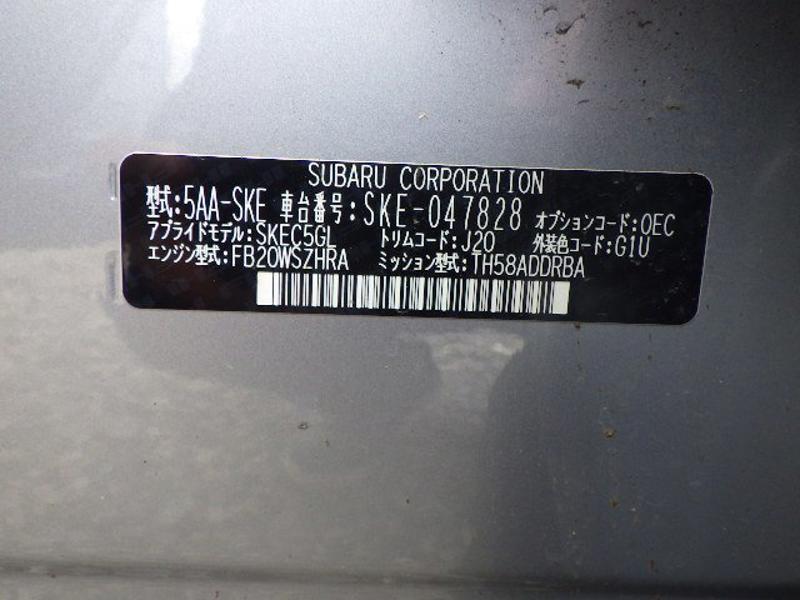 SUBARU CORPORATION
型式:5AA-SKE 車台番号:SKE-047828 オプションコード:OEC
アプライドモデル:SKEC5GL トリムコード:J20 外装色コード:G1U
エンジン型式:FB20WSZHRA ミッション型式:TH58ADDRBA